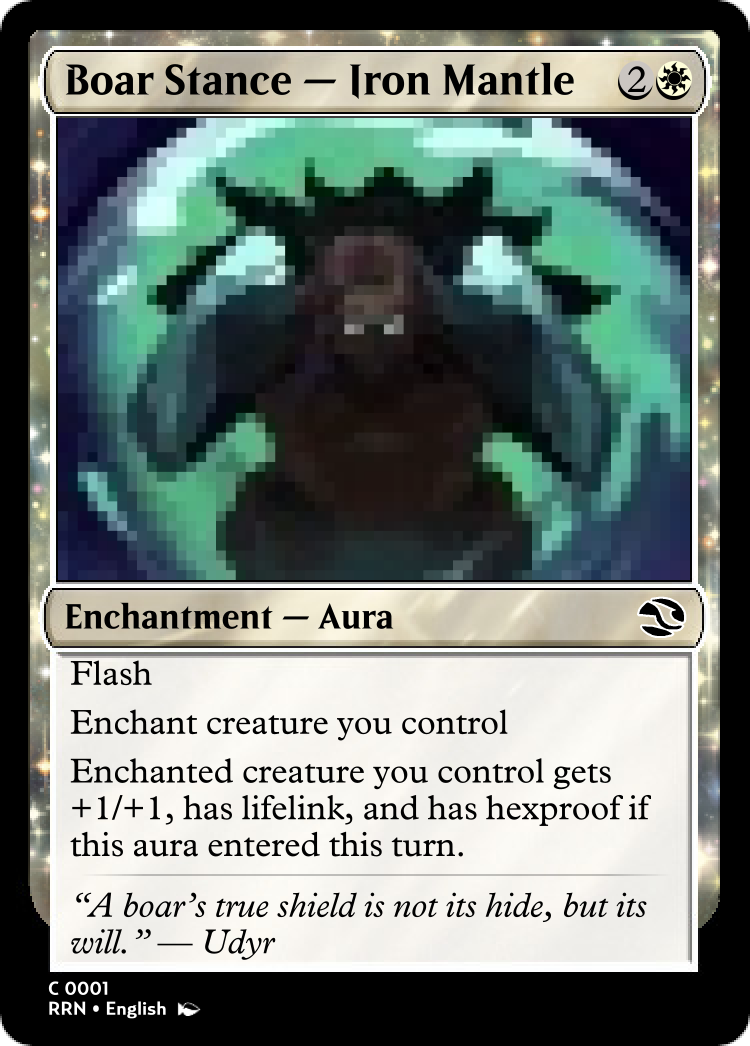 Boar Stance — Iron Mantle 2
Enchantment — Aura
Flash
Enchant creature you control
Enchanted creature you control gets
+1/+1, has lifelink, and has hexproof if
this aura entered this turn.
“A boar’s true shield is not its hide, but its
will.” — Udyr
C 0001
RRN • English